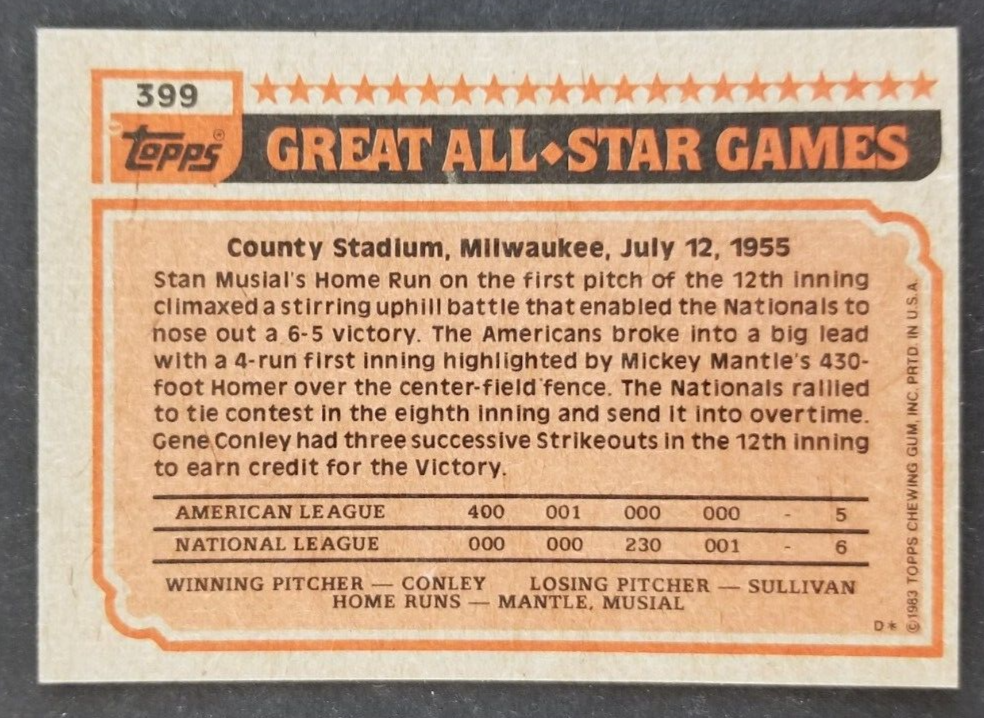 399
topps®
GREAT ALL◆STAR GAMES
County Stadium, Milwaukee, July 12, 1955
Stan Musial's Home Run on the first pitch of the 12th inning
climaxed a stirring uphill battle that enabled the Nationals to
nose out a 6-5 victory. The Americans broke into a big lead
with a 4-run first inning highlighted by Mickey Mantle's 430-
foot Homer over the center-field fence. The Nationals rallied
to tie contest in the eighth inning and send it into overtime.
Gene Conley had three successive Strikeouts in the 12th inning
to earn credit for the Victory.
AMERICAN LEAGUE 400 001 000 000 - 5
NATIONAL LEAGUE 000 000 230 001 - 6
WINNING PITCHER — CONLEY LOSING PITCHER — SULLIVAN
HOME RUNS — MANTLE, MUSIAL
D*
©1983 TOPPS CHEWING GUM, INC. PRTD. IN U.S.A.